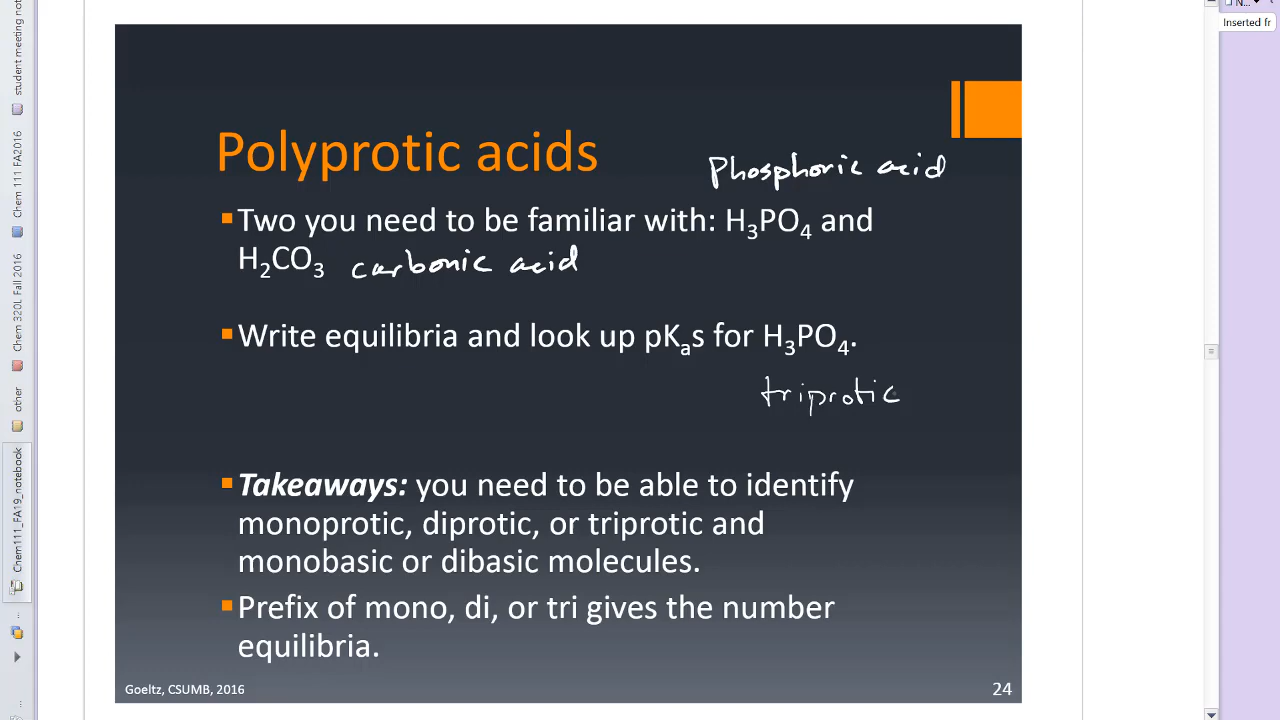 student meeting not
Chem 111 FA2016
Chem 320L Fall 2016
other
Chem111_FA19_notebook
N...
Inserted fr
Polyprotic acids
Phosphoric acid
Two you need to be familiar with: H₃PO₄ and
H₂CO₃ carbonic acid
Write equilibria and look up pKₐs for H₃PO₄.
triprotic
Takeaways: you need to be able to identify
monoprotic, diprotic, or triprotic and
monobasic or dibasic molecules.
Prefix of mono, di, or tri gives the number
equilibria.
Goeltz, CSUMB, 2016
24